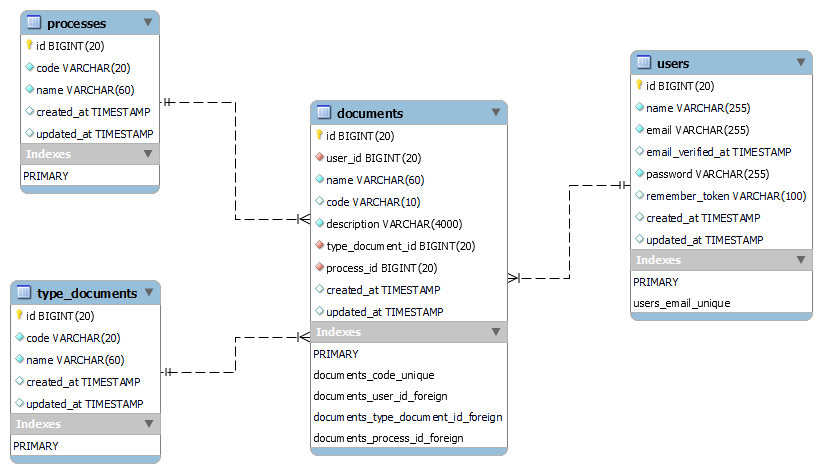 processes
id BIGINT(20)
code VARCHAR(20)
name VARCHAR(60)
created_at TIMESTAMP
updated_at TIMESTAMP
Indexes
PRIMARY
type_documents
id BIGINT(20)
code VARCHAR(20)
name VARCHAR(60)
created_at TIMESTAMP
updated_at TIMESTAMP
Indexes
PRIMARY
documents
id BIGINT(20)
user_id BIGINT(20)
name VARCHAR(60)
code VARCHAR(10)
description VARCHAR(4000)
type_document_id BIGINT(20)
process_id BIGINT(20)
created_at TIMESTAMP
updated_at TIMESTAMP
Indexes
PRIMARY
documents_code_unique
documents_user_id_foreign
documents_type_document_id_foreign
documents_process_id_foreign
users
id BIGINT(20)
name VARCHAR(255)
email VARCHAR(255)
email_verified_at TIMESTAMP
password VARCHAR(255)
remember_token VARCHAR(100)
created_at TIMESTAMP
updated_at TIMESTAMP
Indexes
PRIMARY
users_email_unique